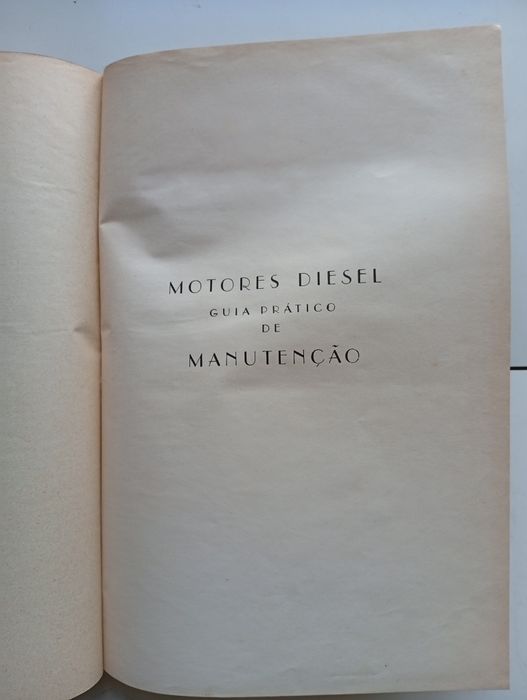 MOTORES DIESEL
GUIA PRÁTICO
DE
MANUTENÇÃO